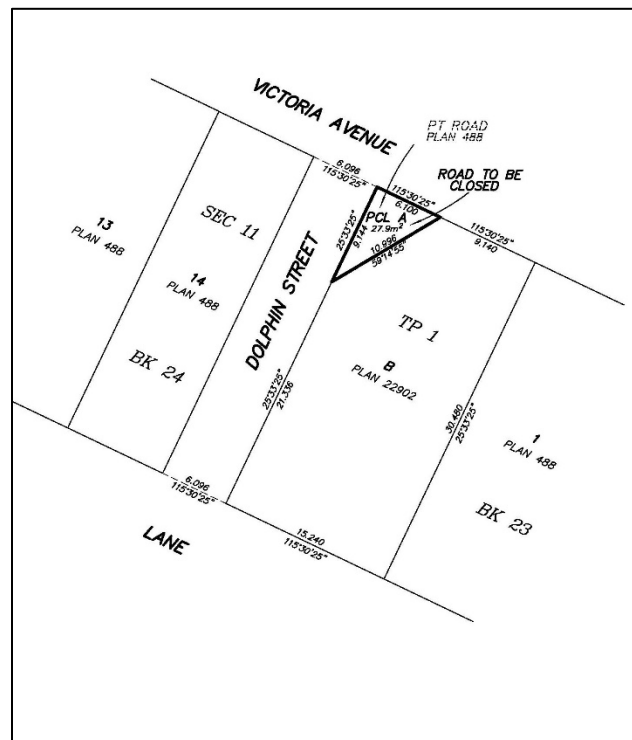 VICTORIA AVENUE
PT ROAD
PLAN 488
ROAD TO BE
CLOSED
6.096
115'30'25"
115'30'25"
6.100
PCL A
27.9m²
25'33'25"
9.144
10.996
59'14'55"
115'30'25"
9.140
13
PLAN 488
SEC 11
14
PLAN 488
BK 24
DOLPHIN STREET
25'33'25"
21.336
TP 1
B
PLAN 22902
30.480
25'33'25"
1
PLAN 488
BK 23
6.096
115'30'25"
15.240
115'30'25"
LANE